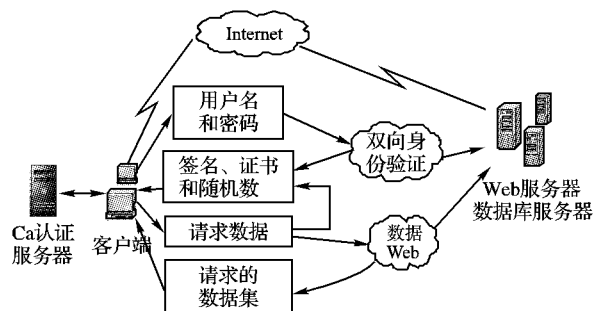 Internet
用户名
和密码
双向身
份验证
签名、证书
和随机数
Web服务器
数据库服务器
Ca认证
服务器
客户端
请求数据
数据
Web
请求的
数据集